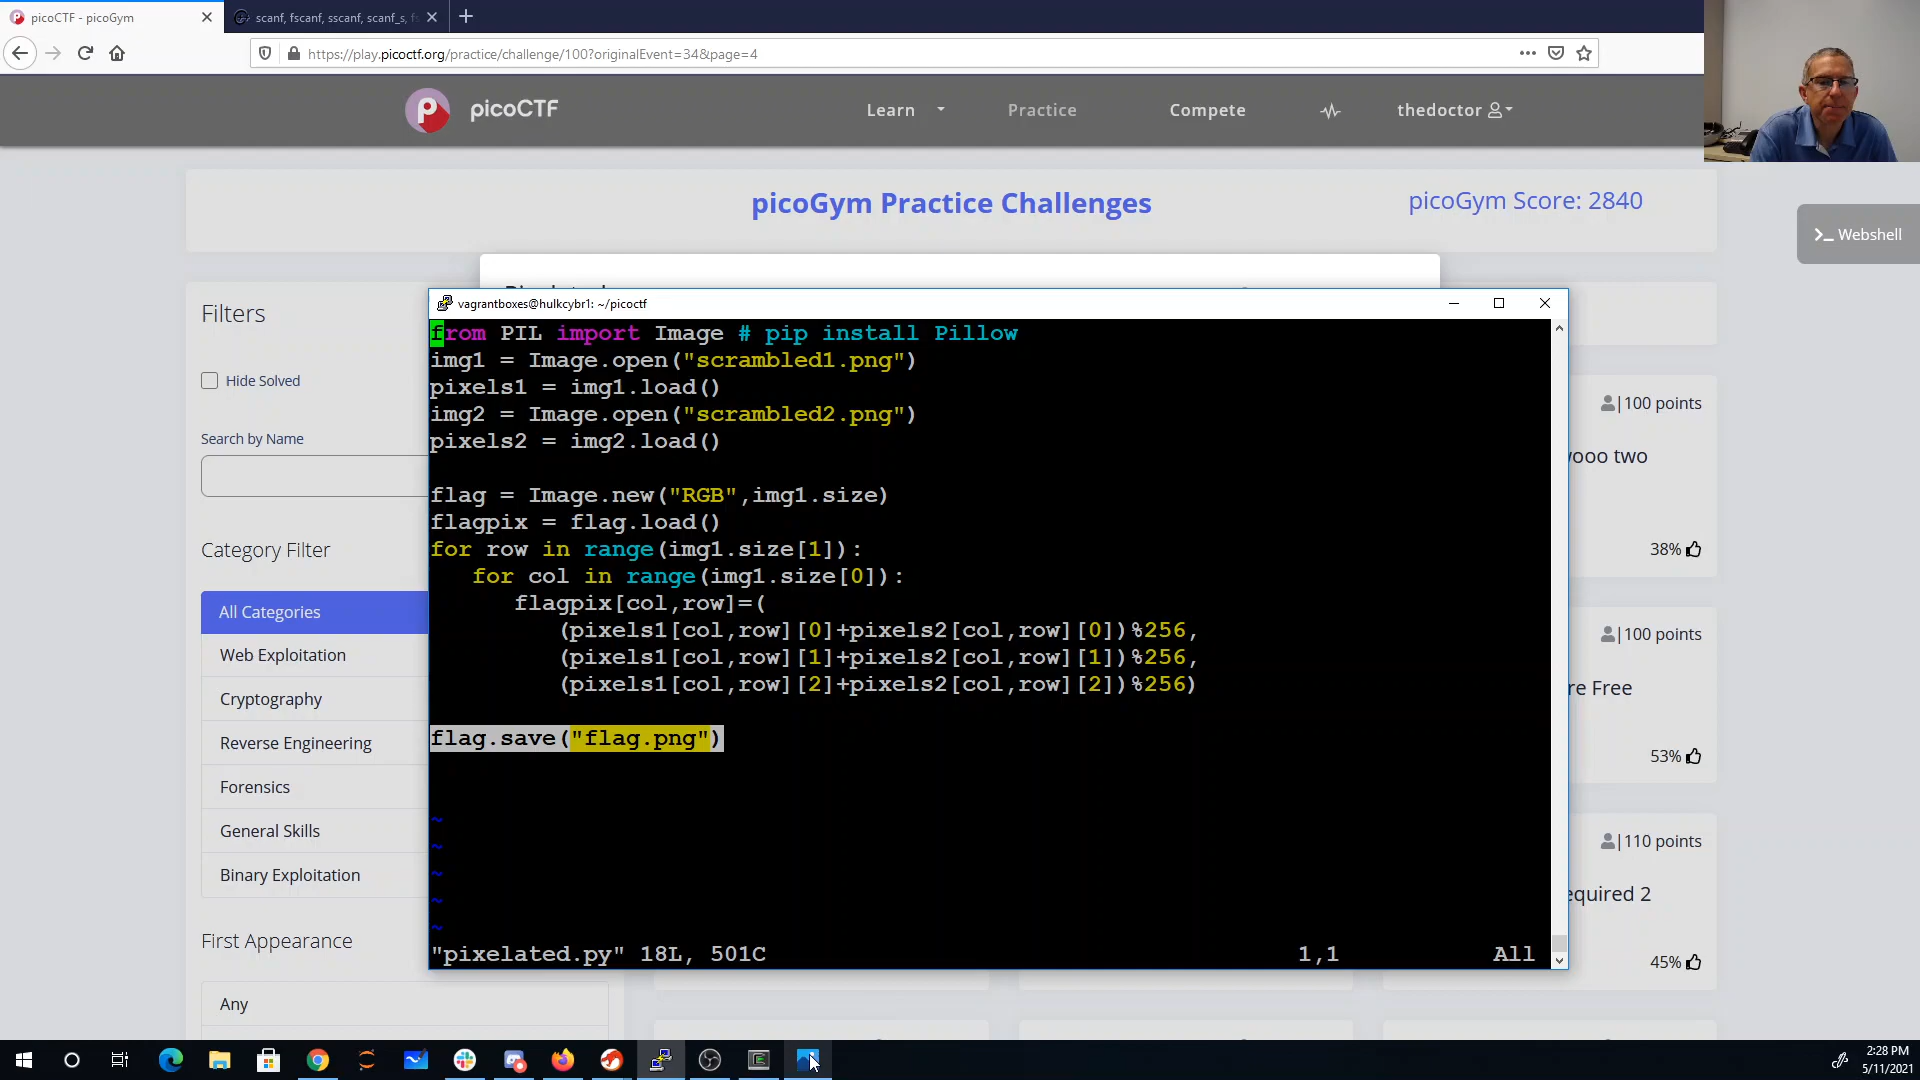 picoCTF - picoGym
scanf, fscanf, sscanf, scanf_s, fs
https://play.picoctf.org/practice/challenge/100?originalEvent=34&page=4
picoCTF
Learn
Practice
Compete
thedoctor
picoGym Practice Challenges
picoGym Score: 2840
>_ Webshell
Filters
Hide Solved
Search by Name
Category Filter
All Categories
Web Exploitation
Cryptography
Reverse Engineering
Forensics
General Skills
Binary Exploitation
First Appearance
Any
vagrantboxes@hulkcybr1: ~/picoctf
from PIL import Image # pip install Pillow
img1 = Image.open("scrambled1.png")
pixels1 = img1.load()
img2 = Image.open("scrambled2.png")
pixels2 = img2.load()
flag = Image.new("RGB",img1.size)
flagpix = flag.load()
for row in range(img1.size[1]):
for col in range(img1.size[0]):
flagpix[col,row]=(
(pixels1[col,row][0]+pixels2[col,row][0])%256,
(pixels1[col,row][1]+pixels2[col,row][1])%256,
(pixels1[col,row][2]+pixels2[col,row][2])%256)
flag.save("flag.png")
~
~
~
~
~
"pixelated.py" 18L, 501C
1,1
All
|100 points
ooo two
38%
|100 points
re Free
53%
|110 points
equired 2
45%
2:28 PM
5/11/2021